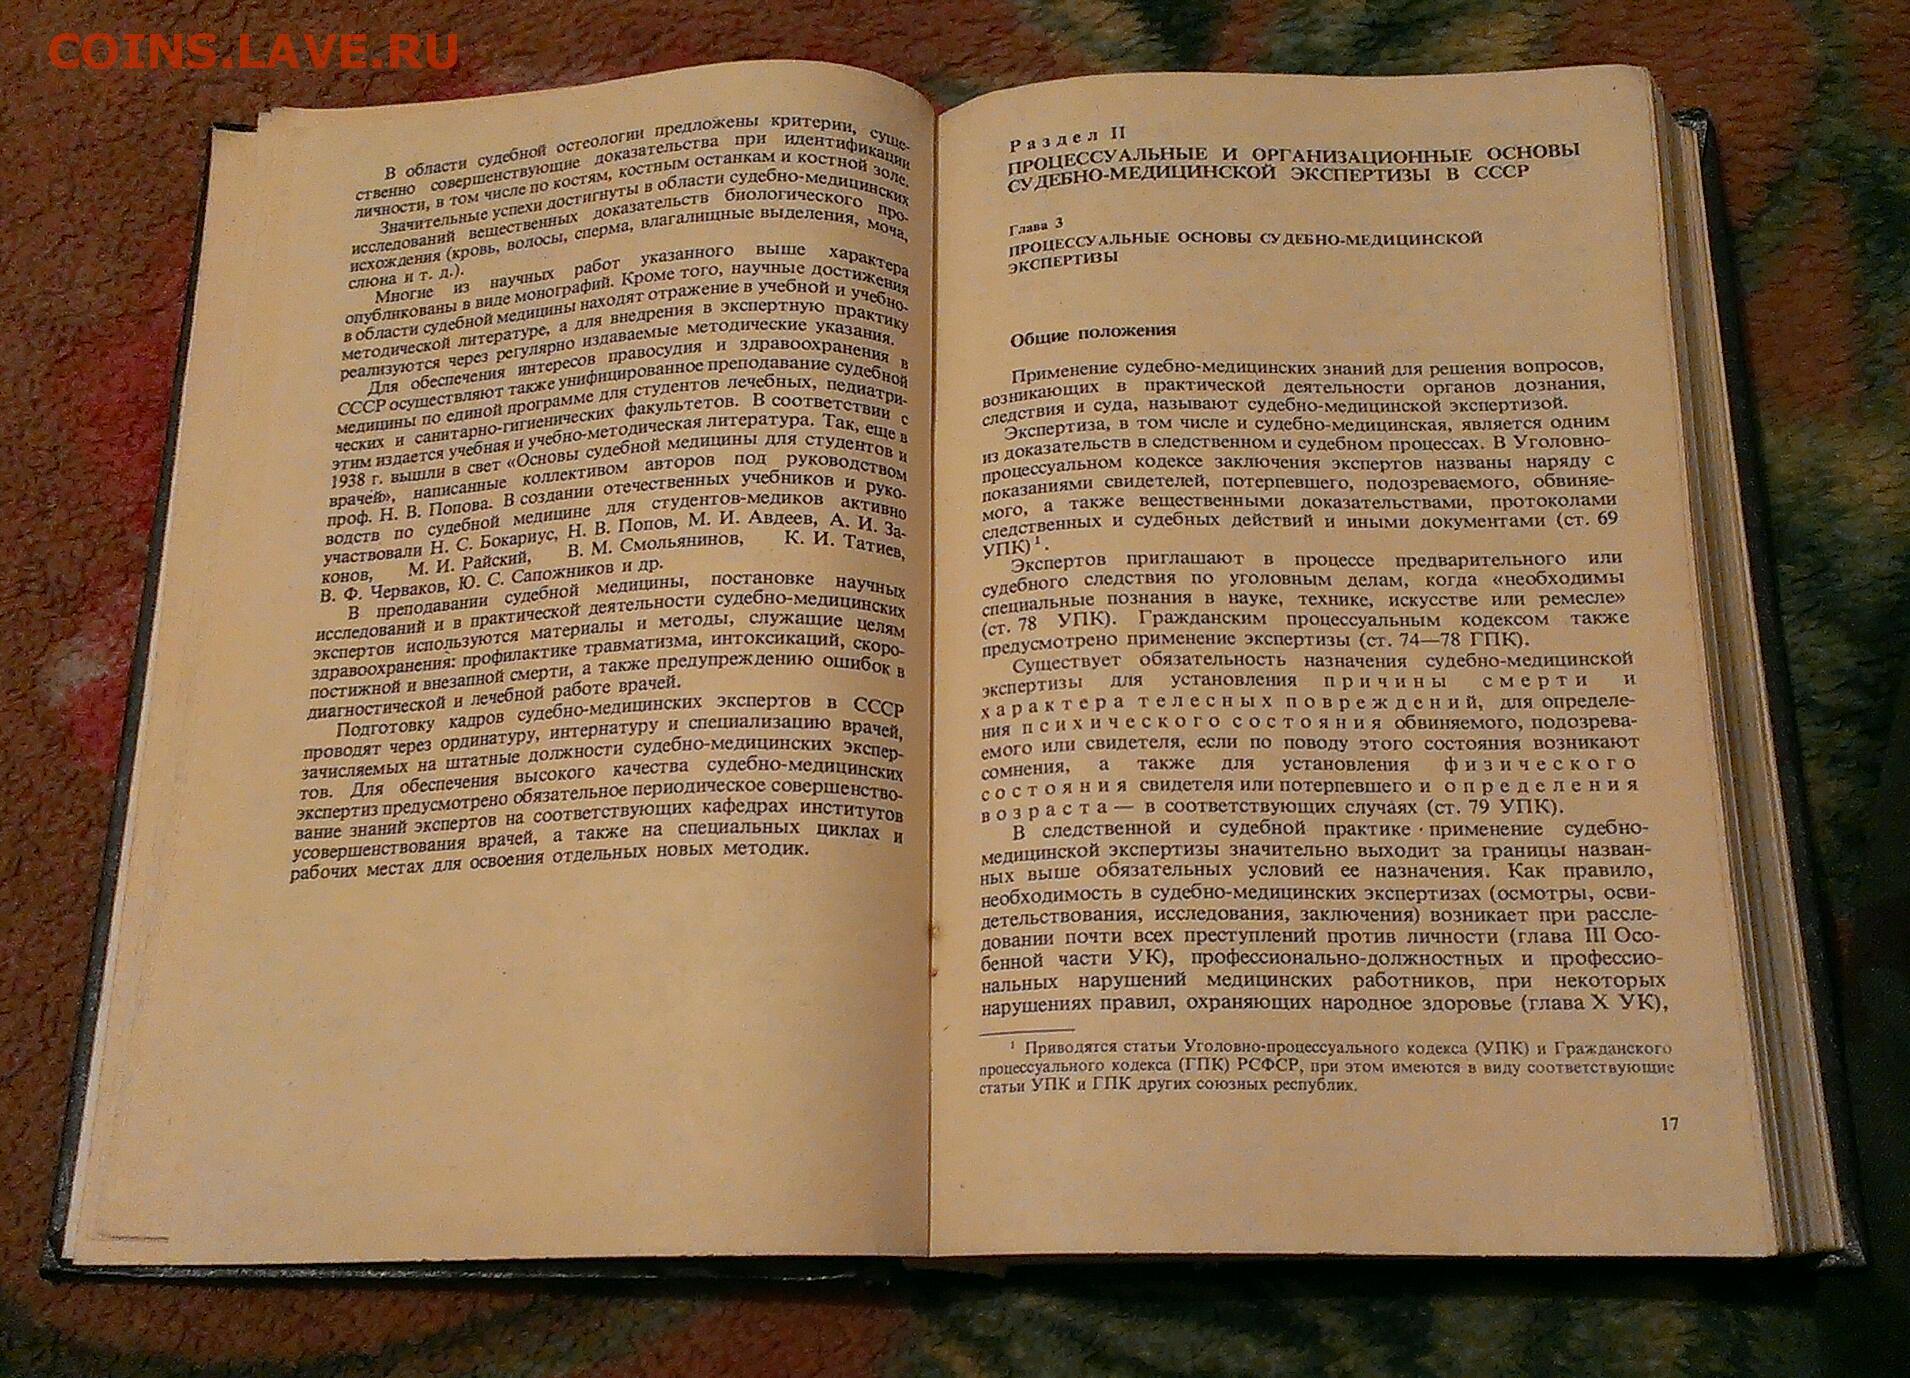 COINS.LAVE.RU
В области судебной остеологии предложены критерии, суще-
ственно совершенствующие доказательства при идентификации
личности, в том числе по костям, костным останкам и костной золе.
Значительные успехи достигнуты в области судебно-медицинских
исследований вещественных доказательств биологического про-
исхождения (кровь, волосы, сперма, влагалищные выделения, моча,
слюна и т. д.).
Многие из научных работ указанного выше характера
опубликованы в виде монографий. Кроме того, научные достижения
в области судебной медицины находят отражение в учебной и учебно-
методической литературе, а для внедрения в экспертную практику
реализуются через регулярно издаваемые методические указания.
Для обеспечения интересов правосудия и здравоохранения в
СССР осуществляют также унифицированное преподавание судебной
медицины по единой программе для студентов лечебных, педиатри-
ческих и санитарно-гигиенических факультетов. В соответствии с
этим издается учебная и учебно-методическая литература. Так, еще в
1938 г. вышли в свет «Основы судебной медицины для студентов и
врачей», написанные коллективом авторов под руководством
проф. Н. В. Попова. В создании отечественных учебников и руко-
водств по судебной медицине для студентов-медиков активно
участвовали Н. С. Бокариус, Н. В. Попов, М. И. Авдеев, А. И. За-
конов, М. И. Райский, В. М. Смольянинов, К. И. Татиев,
В. Ф. Черваков, Ю. С. Сапожников и др.
В преподавании судебной медицины, постановке научных
исследований и в практической деятельности судебно-медицинских
экспертов используются материалы и методы, служащие целям
здравоохранения: профилактике травматизма, интоксикаций, скоро-
постижной и внезапной смерти, а также предупреждению ошибок в
диагностической и лечебной работе врачей.
Подготовку кадров судебно-медицинских экспертов в СССР
проводят через ординатуру, интернатуру и специализацию врачей,
зачисляемых на штатные должности судебно-медицинских экспер-
тов. Для обеспечения высокого качества судебно-медицинских
экспертиз предусмотрено обязательное периодическое совершенство-
вание знаний экспертов на соответствующих кафедрах институтов
усовершенствования врачей, а также на специальных циклах и
рабочих местах для освоения отдельных новых методик.
Раздел II
ПРОЦЕССУАЛЬНЫЕ И ОРГАНИЗАЦИОННЫЕ ОСНОВЫ
СУДЕБНО-МЕДИЦИНСКОЙ ЭКСПЕРТИЗЫ В СССР
Глава 3
ПРОЦЕССУАЛЬНЫЕ ОСНОВЫ СУДЕБНО-МЕДИЦИНСКОЙ
ЭКСПЕРТИЗЫ
Общие положения
Применение судебно-медицинских знаний для решения вопросов,
возникающих в практической деятельности органов дознания,
следствия и суда, называют судебно-медицинской экспертизой.
Экспертиза, в том числе и судебно-медицинская, является одним
из доказательств в следственном и судебном процессах. В Уголовно-
процессуальном кодексе заключения экспертов названы наряду с
показаниями свидетелей, потерпевшего, подозреваемого, обвиняе-
мого, а также вещественными доказательствами, протоколами
следственных и судебных действий и иными документами (ст. 69
УПК)¹.
Экспертов приглашают в процессе предварительного или
судебного следствия по уголовным делам, когда «необходимы
специальные познания в науке, технике, искусстве или ремесле»
(ст. 78 УПК). Гражданским процессуальным кодексом также
предусмотрено применение экспертизы (ст. 74—78 ГПК).
Существует обязательность назначения судебно-медицинской
экспертизы для установления причины смерти и
характера телесных повреждений, для определе-
ния психического состояния обвиняемого, подозрева-
емого или свидетеля, если по поводу этого состояния возникают
сомнения, а также для установления физического
состояния свидетеля или потерпевшего и определения
возраста — в соответствующих случаях (ст. 79 УПК).
В следственной и судебной практике применение судебно-
медицинской экспертизы значительно выходит за границы назван-
ных выше обязательных условий ее назначения. Как правило,
необходимость в судебно-медицинских экспертизах (осмотры, осви-
детельствования, исследования, заключения) возникает при рассле-
довании почти всех преступлений против личности (глава III Осо-
бенной части УК), профессионально-должностных и профессио-
нальных нарушений медицинских работников, при некоторых
нарушениях правил, охраняющих народное здоровье (глава X УК),
¹ Приводятся статьи Уголовно-процессуального кодекса (УПК) и Гражданского
процессуального кодекса (ГПК) РСФСР, при этом имеются в виду соответствующие
статьи УПК и ГПК других союзных республик.
17